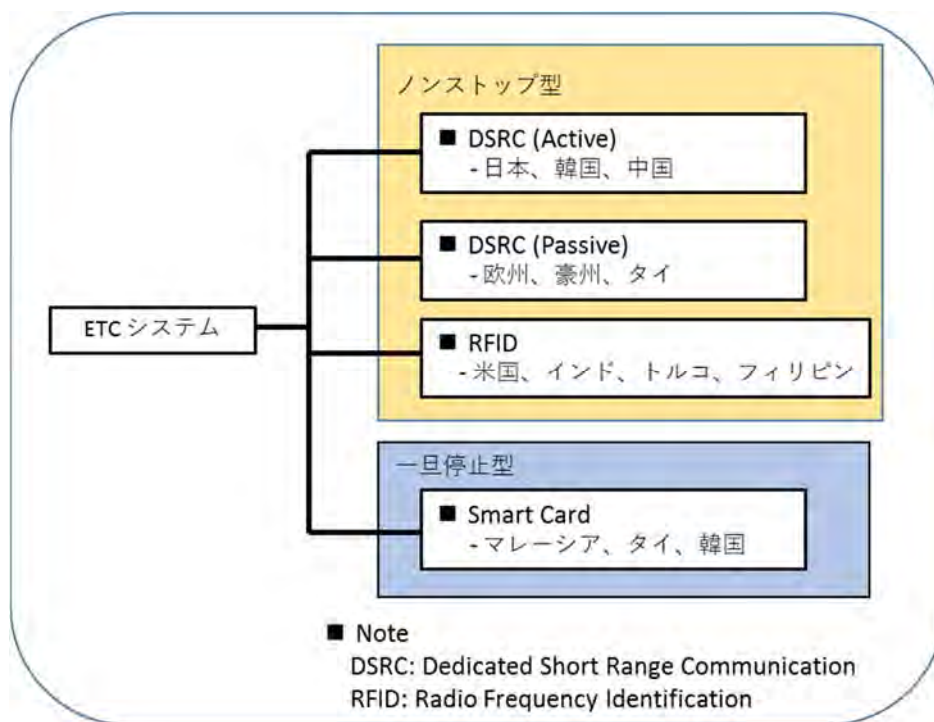 ノンストップ型
■ DSRC (Active)
- 日本、韓国、中国
■ DSRC (Passive)
- 欧州、豪州、タイ
ETC システム
■ RFID
- 米国、インド、トルコ、フィリピン
一旦停止型
■ Smart Card
- マレーシア、タイ、韓国
■ Note
DSRC: Dedicated Short Range Communication
RFID: Radio Frequency Identification